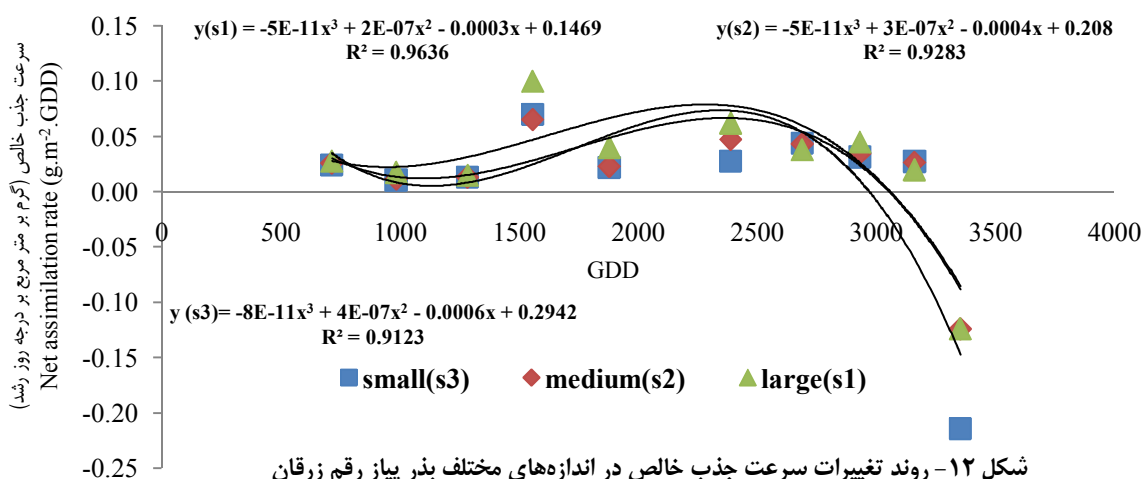 y(s1) = -5E-11x³ + 2E-07x² - 0.0003x + 0.1469
R² = 0.9636
y(s2) = -5E-11x³ + 3E-07x² - 0.0004x + 0.208
R² = 0.9283
سرعت جذب خالص (گرم بر متر مربع بر درجه روز رشد)
Net assimilation rate (g.m⁻².GDD)
0.15
0.10
0.05
0.00
-0.05
-0.10
-0.15
-0.20
-0.25
0 500 1000 1500 2000 2500 3000 3500 4000
GDD
y (s3)= -8E-11x³ + 4E-07x² - 0.0006x + 0.2942
R² = 0.9123
small(s3) medium(s2) large(s1)
شکل ۱۲- روند تغییرات سرعت جذب خالص در اندازه‌های مختلف بذر پیاز رقم زرقان